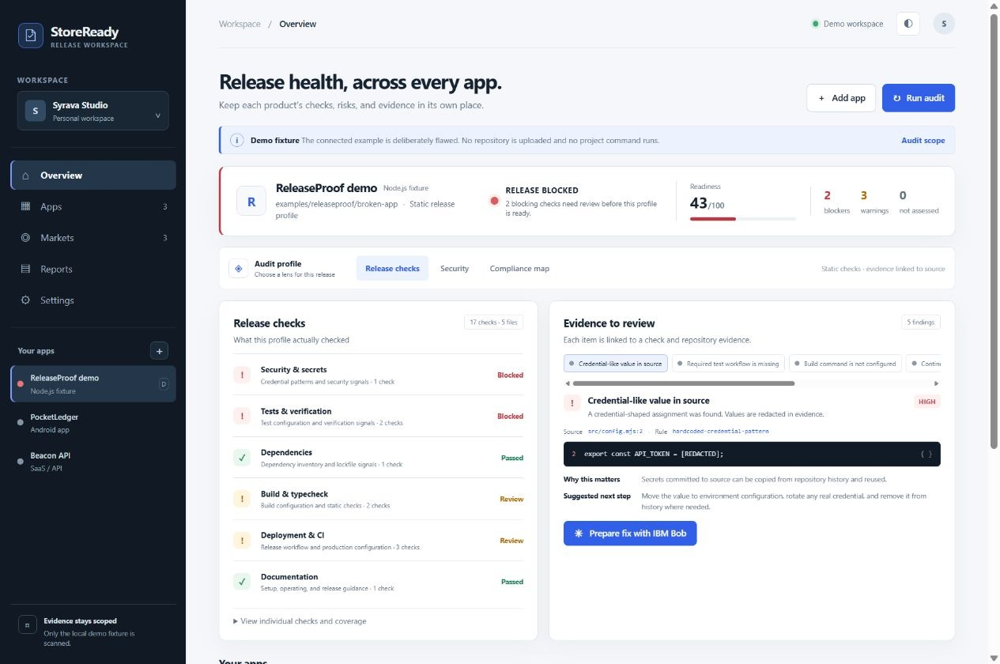 StoreReady
RELEASE WORKSPACE
WORKSPACE
S
Syrava Studio
Personal workspace
Overview
Apps 3
Markets 3
Reports
Settings
Your apps +
ReleaseProof demo
Node.js fixture
D
PocketLedger
Android app
Beacon API
SaaS / API
Evidence stays scoped
Only the local demo fixture is
scanned.
Workspace / Overview
Demo workspace
S
Release health, across every app.
Keep each product's checks, risks, and evidence in its own place.
+ Add app
↻ Run audit
i Demo fixture The connected example is deliberately flawed. No repository is uploaded and no project command runs.
Audit scope
R
ReleaseProof demo Node.js fixture
examples/releaseproof/broken-app · Static release
profile
RELEASE BLOCKED
2 blocking checks need review before this profile
is ready.
Readiness
43/100
2 blockers
3 warnings
0 not assessed
Audit profile
Choose a lens for this release
Release checks
Security
Compliance map
Static checks · evidence linked to source
Release checks
17 checks · 5 files
What this profile actually checked
! Security & secrets
Credential patterns and security signals · 1 check
Blocked
! Tests & verification
Test configuration and verification signals · 2 checks
Blocked
✓ Dependencies
Dependency inventory and lockfile signals · 1 check
Passed
! Build & typecheck
Build configuration and static checks · 2 checks
Review
! Deployment & CI
Release workflow and production configuration · 3 checks
Review
✓ Documentation
Setup, operating, and release guidance · 1 check
Passed
▶ View individual checks and coverage
Evidence to review
5 findings
Each item is linked to a check and repository evidence.
Credential-like value in source
Required test workflow is missing
Build command is not configured
Contin
! Credential-like value in source
HIGH
A credential-shaped assignment was found. Values are redacted in evidence.
Source src/config.mjs:2 · Rule hardcoded-credential-pattern
2 export const API_TOKEN = [REDACTED];
{ }
Why this matters
Secrets committed to source can be copied from repository history and reused.
Suggested next step
Move the value to environment configuration, rotate any real credential, and remove it from
history where needed.
Prepare fix with IBM Bob
Your apps